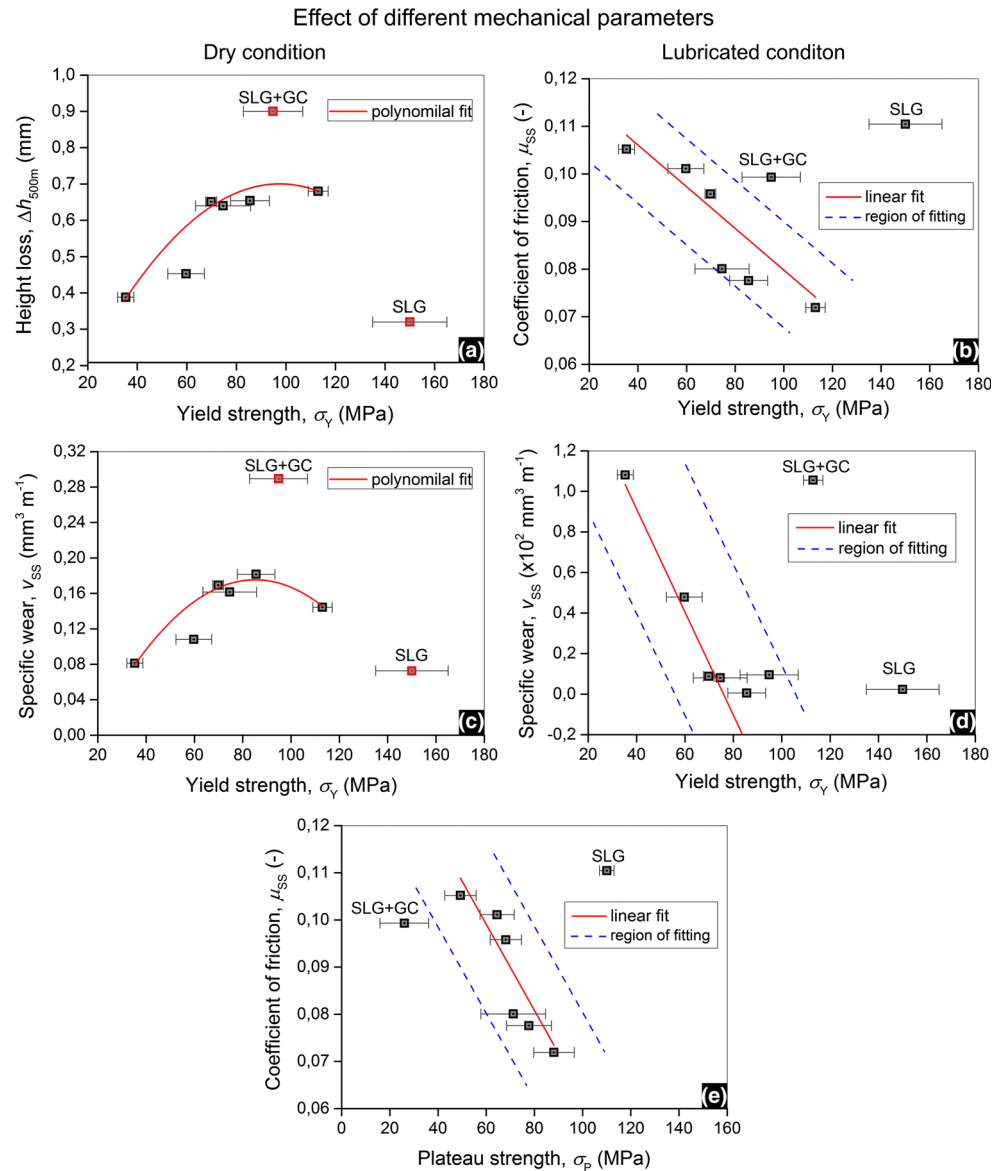 Effect of different mechanical parameters
Dry condition
Lubricated conditon
1,0
0,9
0,8
0,7
0,6
0,5
0,4
0,3
0,2
Height loss, Δh500m (mm)
SLG+GC
polynomilal fit
SLG
(a)
20 40 60 80 100 120 140 160 180
Yield strength, σY (MPa)
0,12
0,11
0,10
0,09
0,08
0,07
0,06
Coefficient of friction, μSS (-)
SLG
SLG+GC
linear fit
region of fitting
(b)
20 40 60 80 100 120 140 160 180
Yield strength, σY (MPa)
0,32
0,28
0,24
0,20
0,16
0,12
0,08
0,04
0,00
Specific wear, vSS (mm³ m⁻¹)
SLG+GC
polynomilal fit
SLG
(c)
20 40 60 80 100 120 140 160 180
Yield strength, σY (MPa)
1,2
1,0
0,8
0,6
0,4
0,2
0,0
-0,2
Specific wear, vSS (x10² mm³ m⁻¹)
SLG+GC
linear fit
region of fitting
SLG
(d)
20 40 60 80 100 120 140 160 180
Yield strength, σY (MPa)
0,12
0,11
0,10
0,09
0,08
0,07
0,06
Coefficient of friction, μSS (-)
SLG
SLG+GC
linear fit
region of fitting
(e)
0 20 40 60 80 100 120 140 160
Plateau strength, σP (MPa)